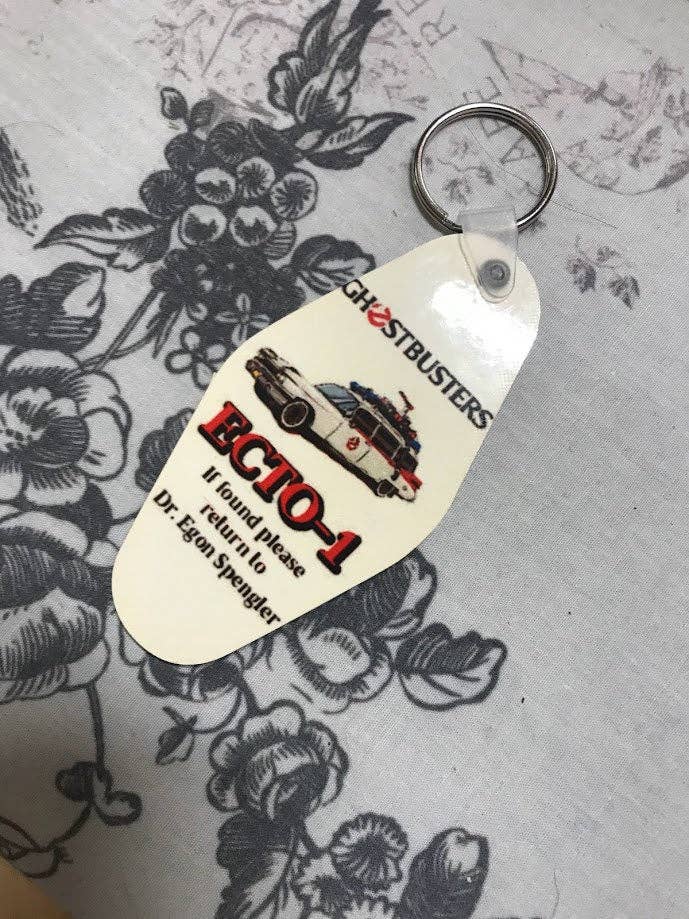 GHOSTBUSTERS
ECTO-1
If found please
return to
Dr. Egon Spengler